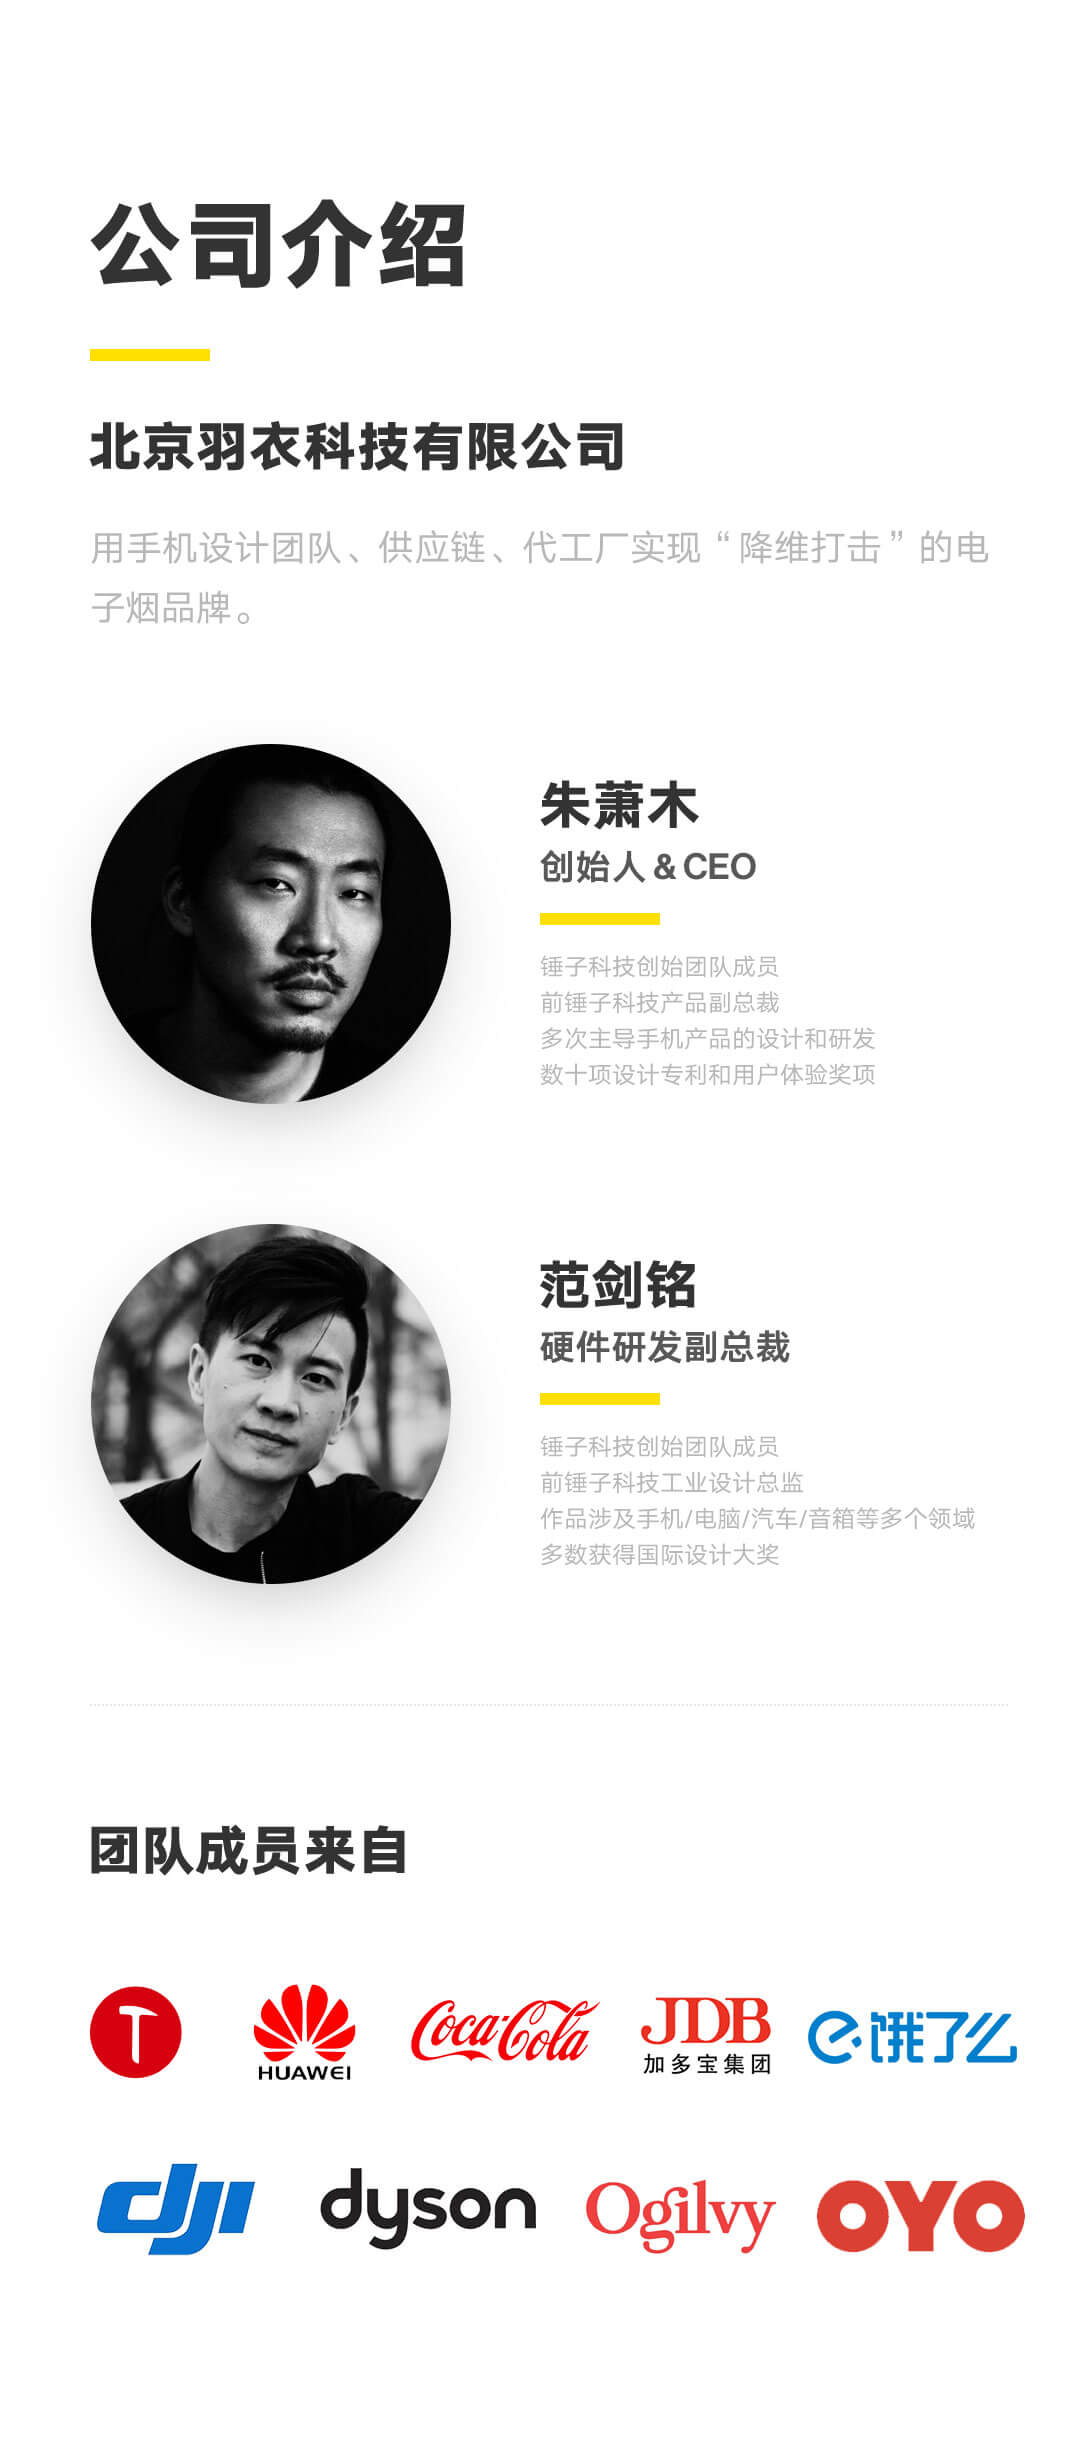 公司介绍
北京羽衣科技有限公司
用手机设计团队、供应链、代工厂实现“降维打击”的电
子烟品牌。
朱萧木
创始人 & CEO
锤子科技创始团队成员
前锤子科技产品副总裁
多次主导手机产品的设计和研发
数十项设计专利和用户体验奖项
范剑铭
硬件研发副总裁
锤子科技创始团队成员
前锤子科技工业设计总监
作品涉及手机/电脑/汽车/音箱等多个领域
多数获得国际设计大奖
团队成员来自
HUAWEI
Coca-Cola
JDB
加多宝集团
e 饿了么
dji
dyson
Ogilvy
OYO